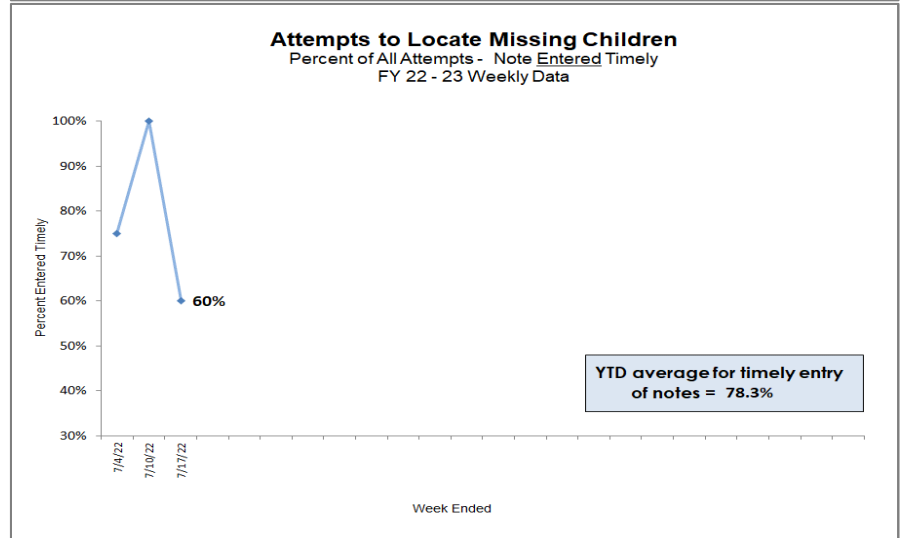 Attempts to Locate Missing Children
Percent of All Attempts - Note Entered Timely
FY 22 - 23 Weekly Data
100%
90%
80%
70%
60%
50%
40%
30%
Percent Entered Timely
60%
YTD average for timely entry
of notes = 78.3%
7/4/22
7/10/22
7/17/22
Week Ended